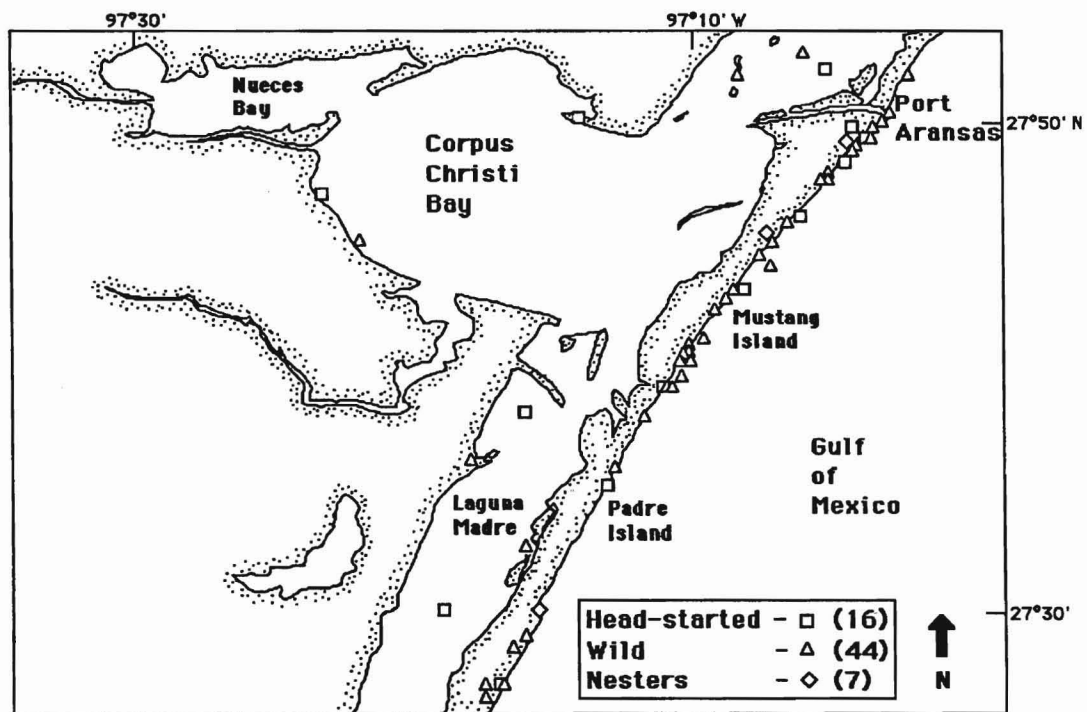 97°30'
97°10' W
Nueces
Bay
Port
Aransas
27°50' N
Corpus
Christi
Bay
Mustang
Island
Gulf
of
Mexico
Laguna
Madre
Padre
Island
27°30'
Head-started - □ (16)
Wild - △ (44)
Nesters - ◇ (7)
N